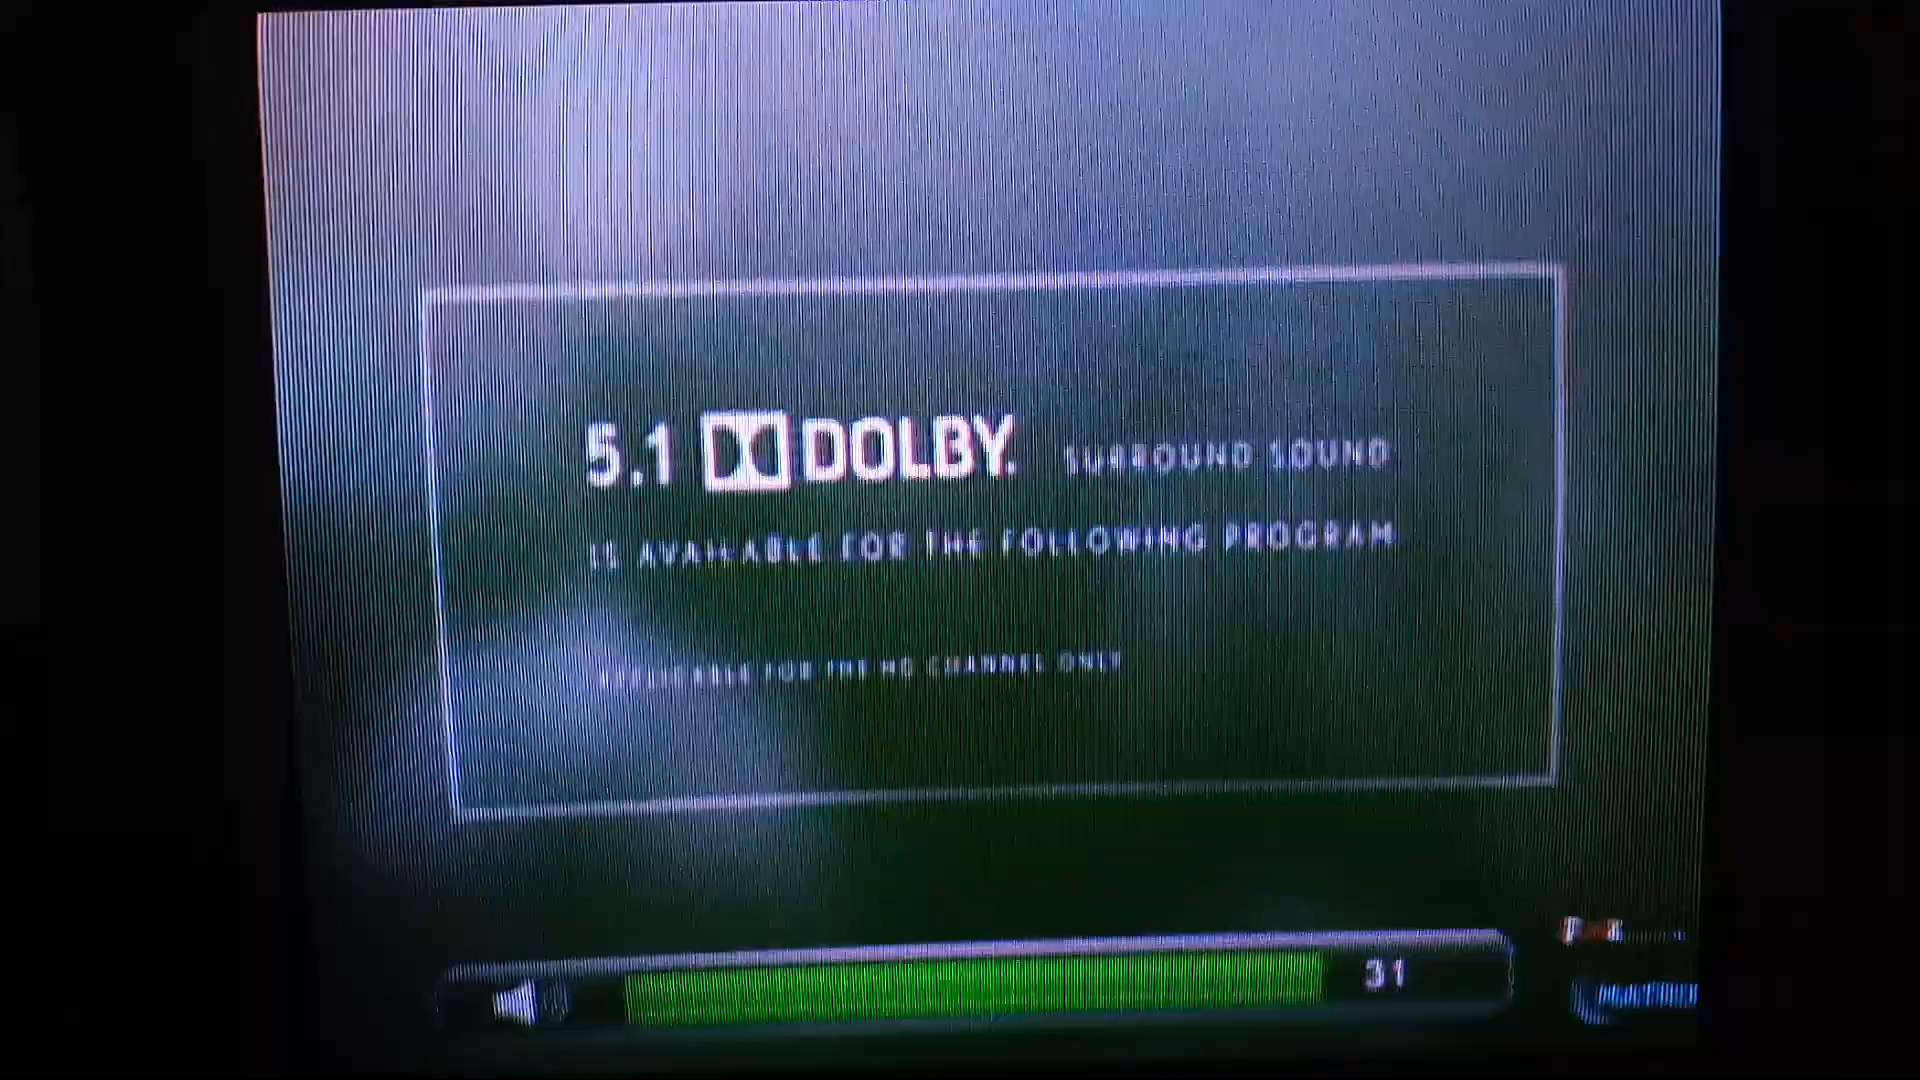 5.1 DOLBY. SURROUND SOUND
IS AVAILABLE FOR THE FOLLOWING PROGRAM.
APPLICABLE FOR THE HD CHANNEL ONLY
31